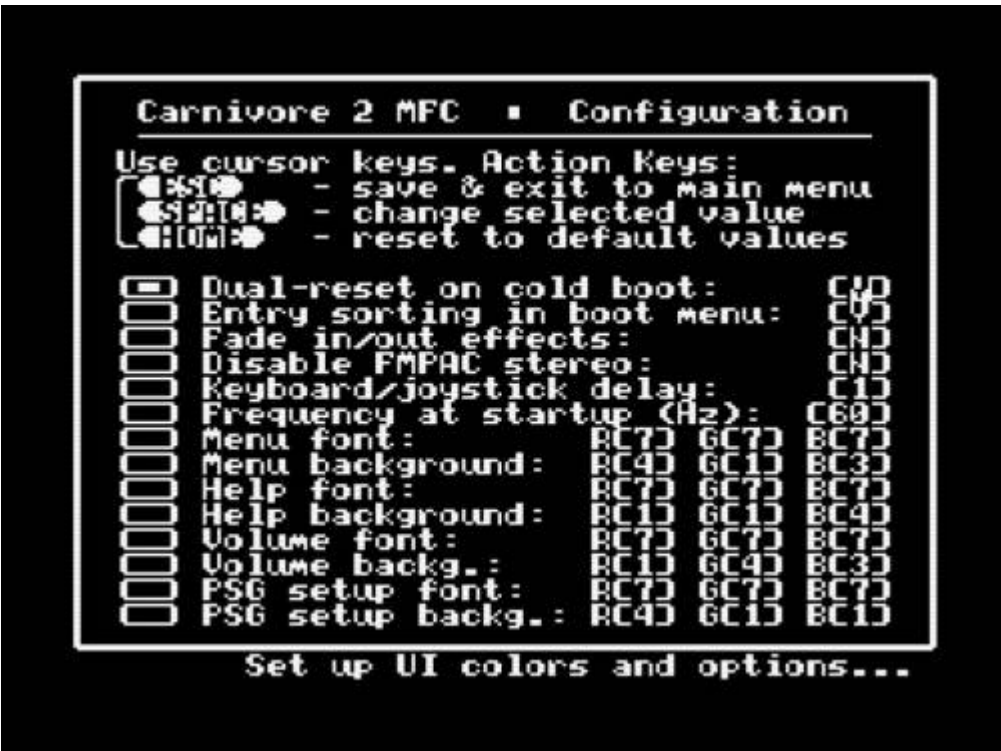 Carnivore 2 MFC ▪ Configuration
Use cursor keys. Action Keys:
<ESC> - save & exit to main menu
<SPACE> - change selected value
<HOME> - reset to default values
Dual-reset on cold boot: [Y]
Entry sorting in boot menu: [Y]
Fade in/out effects: [N]
Disable FMPAC stereo: [N]
Keyboard/joystick delay: [1]
Frequency at startup (Hz): [60]
Menu font: R[7] G[7] B[7]
Menu background: R[4] G[1] B[3]
Help font: R[7] G[7] B[7]
Help background: R[1] G[1] B[4]
Volume font: R[7] G[7] B[7]
Volume backg.: R[1] G[4] B[3]
PSG setup font: R[7] G[7] B[7]
PSG setup backg.: R[4] G[1] B[1]
Set up UI colors and options...